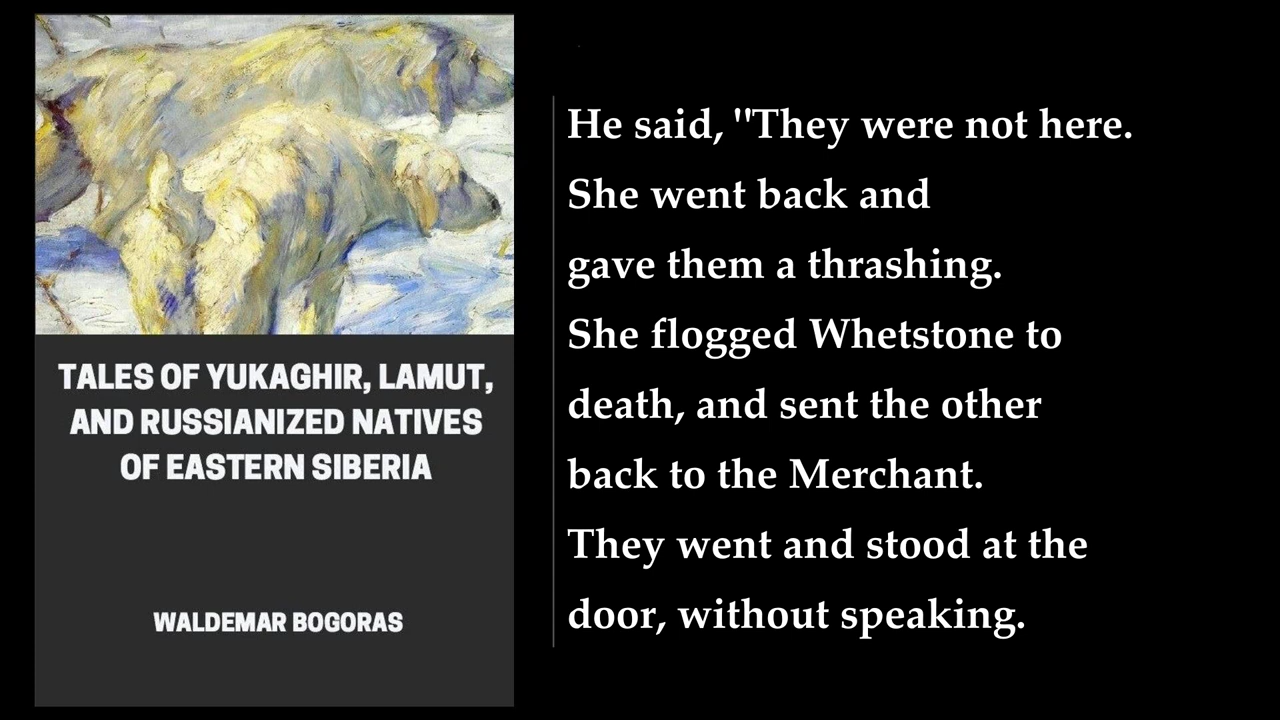 TALES OF YUKAGHIR, LAMUT,
AND RUSSIANIZED NATIVES
OF EASTERN SIBERIA
WALDEMAR BOGORAS
He said, "They were not here.
She went back and
gave them a thrashing.
She flogged Whetstone to
death, and sent the other
back to the Merchant.
They went and stood at the
door, without speaking.